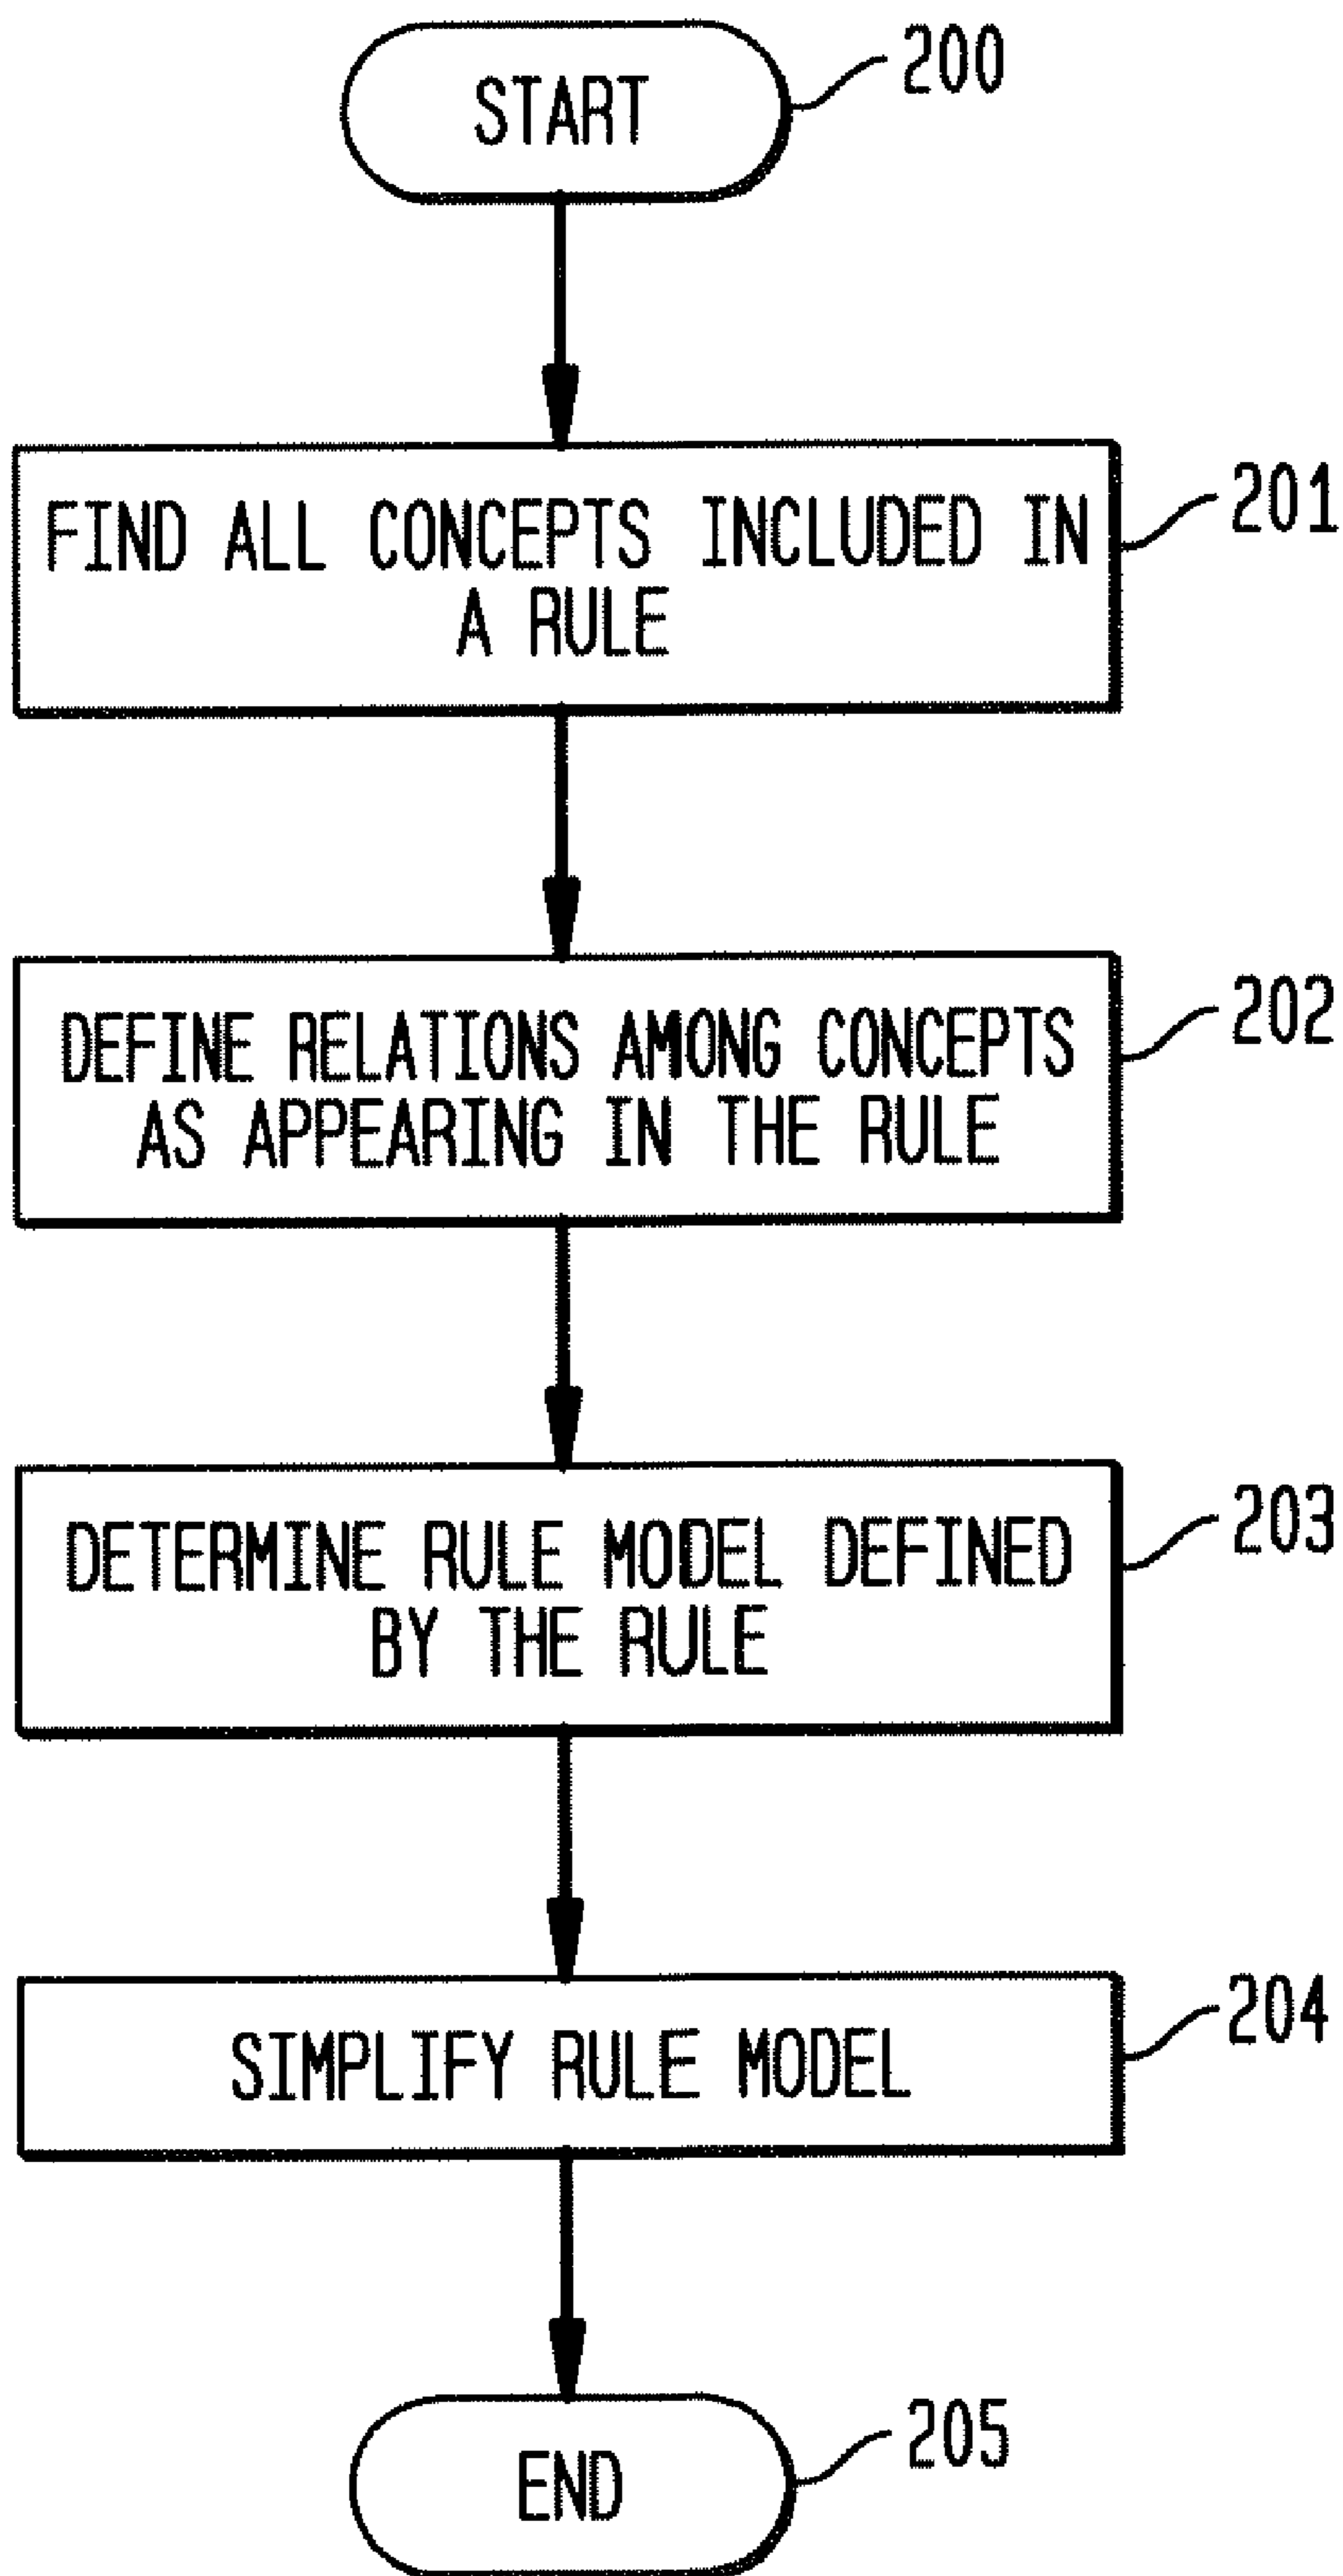 START
200
FIND ALL CONCEPTS INCLUDED IN
A RULE
201
DEFINE RELATIONS AMONG CONCEPTS
AS APPEARING IN THE RULE
202
DETERMINE RULE MODEL DEFINED
BY THE RULE
203
SIMPLIFY RULE MODEL
204
END
205